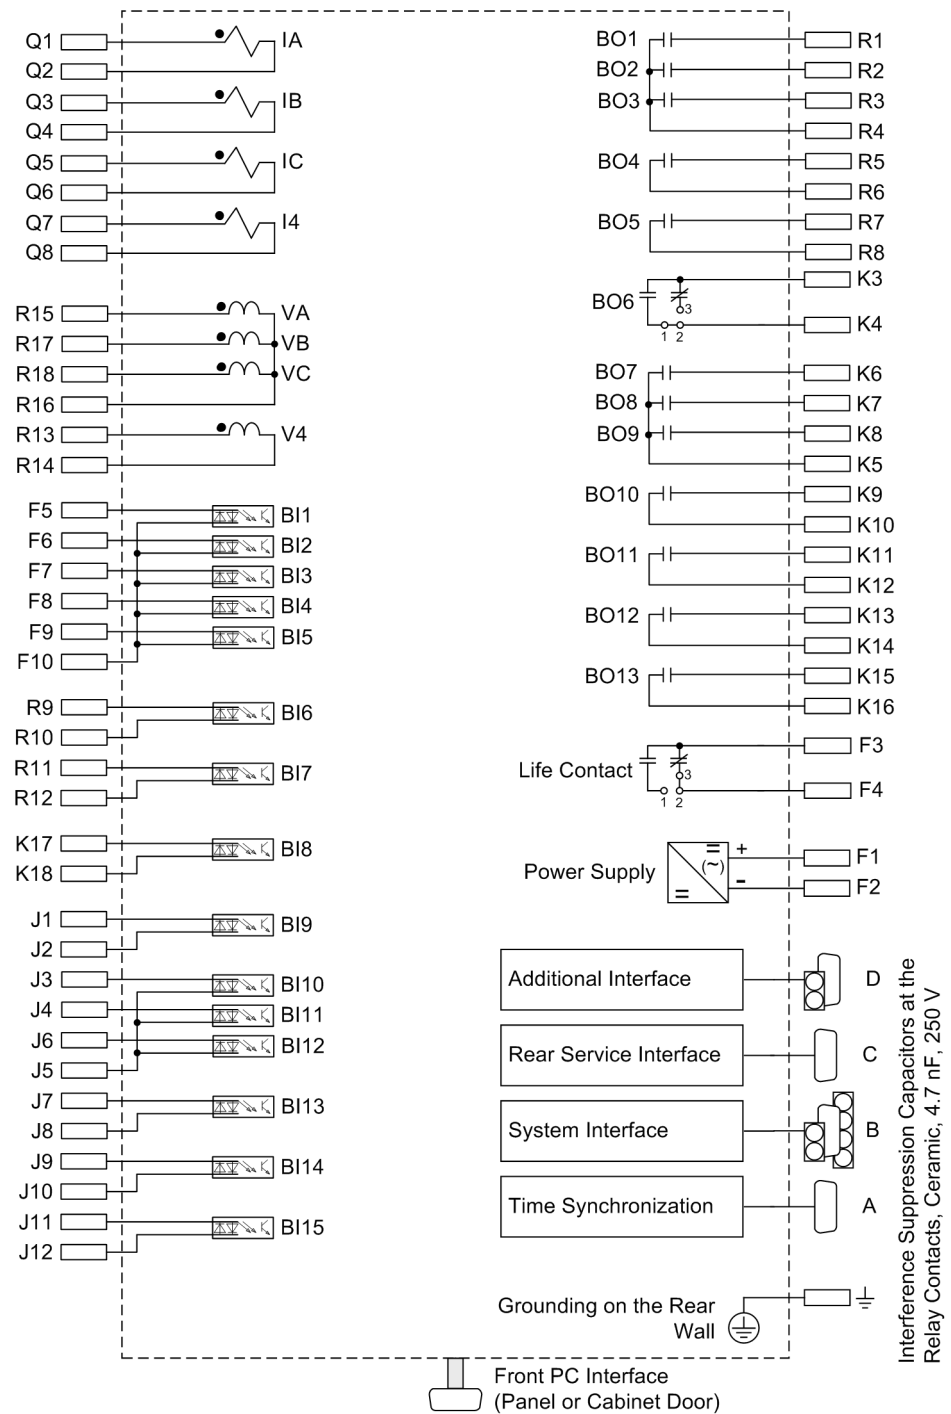 Q1 IA
Q2
Q3 IB
Q4
Q5 IC
Q6
Q7 I4
Q8
R15 VA
R17 VB
R18 VC
R16
R13 V4
R14
F5 BI1
F6 BI2
F7 BI3
F8 BI4
F9 BI5
F10
R9 BI6
R10
R11 BI7
R12
K17 BI8
K18
J1 BI9
J2
J3 BI10
J4 BI11
J6 BI12
J5
J7 BI13
J8
J9 BI14
J10
J11 BI15
J12
BO1 R1
BO2 R2
BO3 R3
R4
BO4 R5
R6
BO5 R7
R8
K3
BO6
3
K4
1 2
BO7 K6
BO8 K7
BO9 K8
K5
BO10 K9
K10
BO11 K11
K12
BO12 K13
K14
BO13 K15
K16
F3
Life Contact
3
F4
1 2
Power Supply = (~) = + F1
- F2
Additional Interface D
Rear Service Interface C
System Interface B
Time Synchronization A
Grounding on the Rear
Wall
Front PC Interface
(Panel or Cabinet Door)
Interference Suppression Capacitors at the
Relay Contacts, Ceramic, 4.7 nF, 250 V